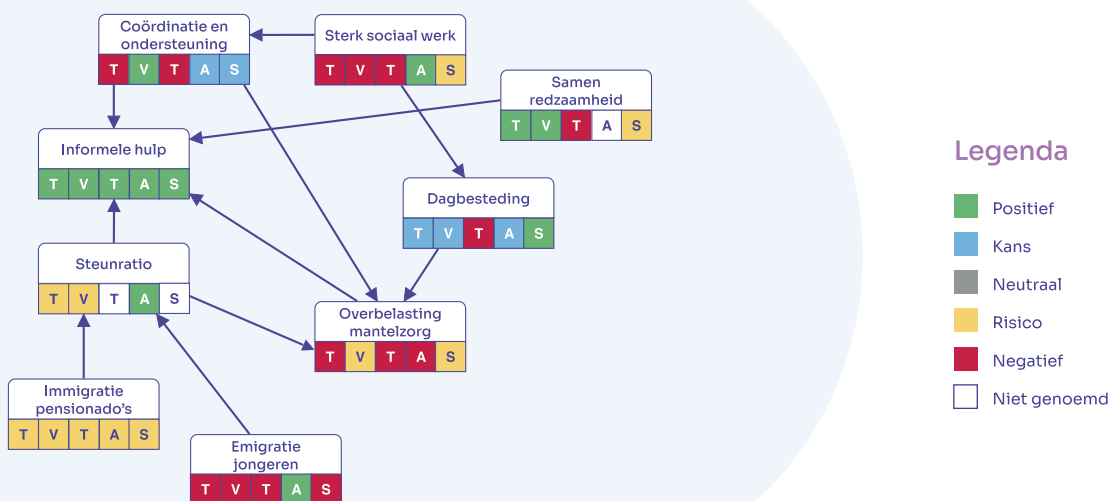 Coördinatie en
ondersteuning
T V T A S
Sterk sociaal werk
T V T A S
Samen
redzaamheid
T V T A S
Informele hulp
T V T A S
Dagbesteding
T V T A S
Steunratio
T V T A S
Overbelasting
mantelzorg
T V T A S
Immigratie
pensionado's
T V T A S
Emigratie
jongeren
T V T A S
Legenda
Positief
Kans
Neutraal
Risico
Negatief
Niet genoemd